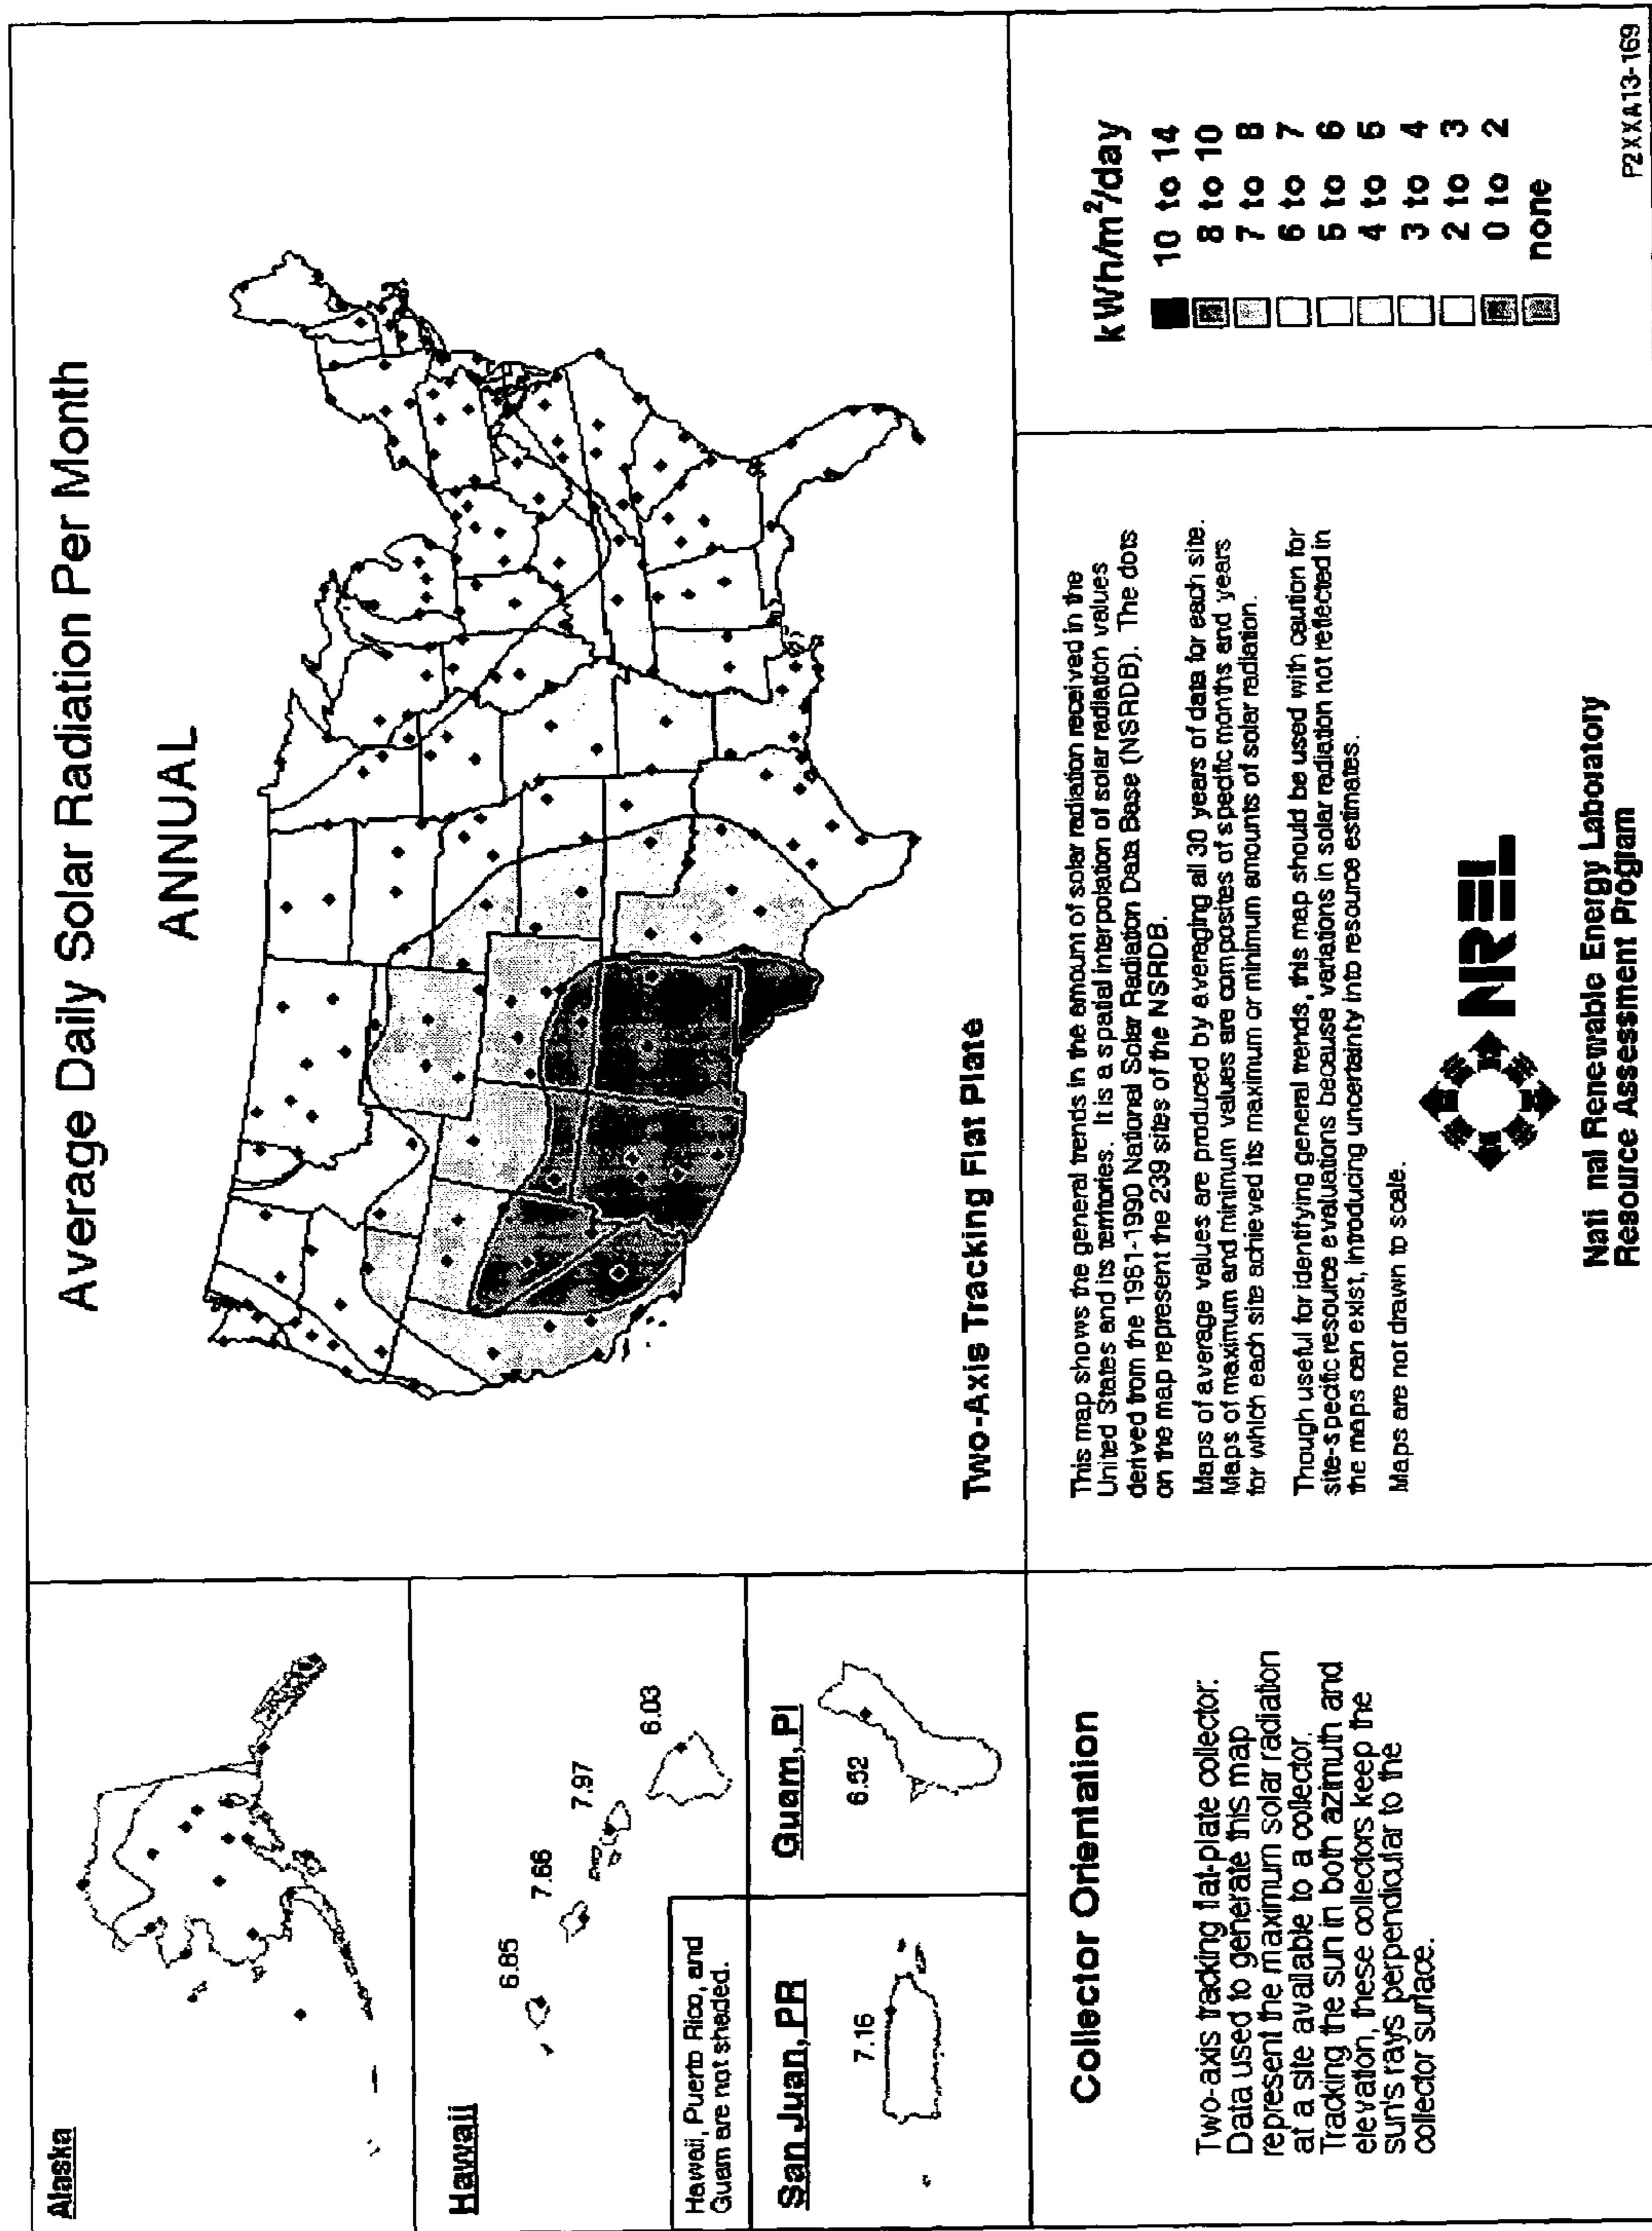 Average Daily Solar Radiation Per Month
ANNUAL
Alaska
Hawaii
6.85
7.66
7.97
6.03
Hawaii, Puerto Rico, and
Guam are not shaded.
San Juan, PR
7.16
Guam, PI
6.52
Two-Axis Tracking Flat Plate
Collector Orientation
Two-axis tracking flat-plate collector.
Data used to generate this map
represent the maximum solar radiation
at a site available to a collector.
Tracking the sun in both azimuth and
elevation, these collectors keep the
sun's rays perpendicular to the
collector surface.
This map shows the general trends in the amount of solar radiation received in the
United States and its territories. It is a spatial interpolation of solar radiation values
derived from the 1961-1990 National Solar Radiation Data Base (NSRDB). The dots
on the map represent the 239 sites of the NSRDB.
Maps of average values are produced by averaging all 30 years of data for each site.
Maps of maximum and minimum values are composites of specific months and years
for which each site achieved its maximum or minimum amounts of solar radiation.
Though useful for identifying general trends, this map should be used with caution for
site-specific resource evaluations because variations in solar radiation not reflected in
the maps can exist, introducing uncertainty into resource estimates.
Maps are not drawn to scale.
NREL
Nati nal Renewable Energy Laboratory
Resource Assessment Program
kWh/m²/day
10 to 14
8 to 10
7 to 8
6 to 7
5 to 6
4 to 5
3 to 4
2 to 3
0 to 2
none
P2XXA13-169